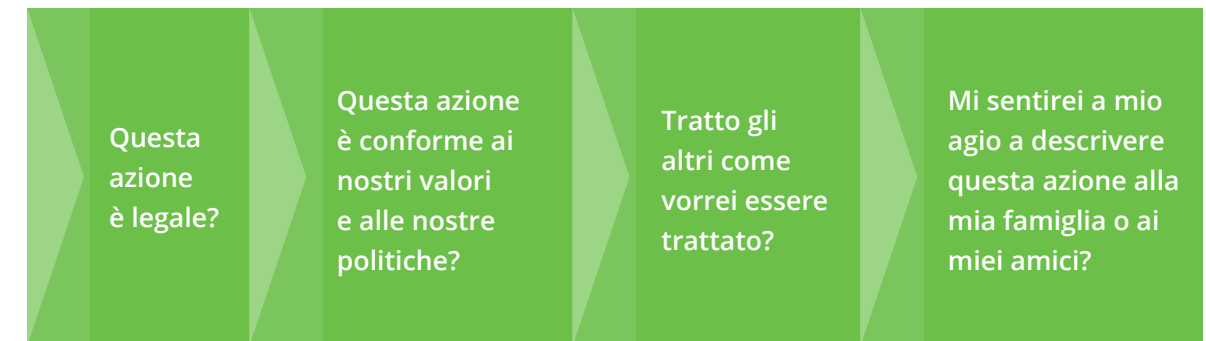 Questa
azione
è legale?
Questa azione
è conforme ai
nostri valori
e alle nostre
politiche?
Tratto gli
altri come
vorrei essere
trattato?
Mi sentirei a mio
agio a descrivere
questa azione alla
mia famiglia o ai
miei amici?